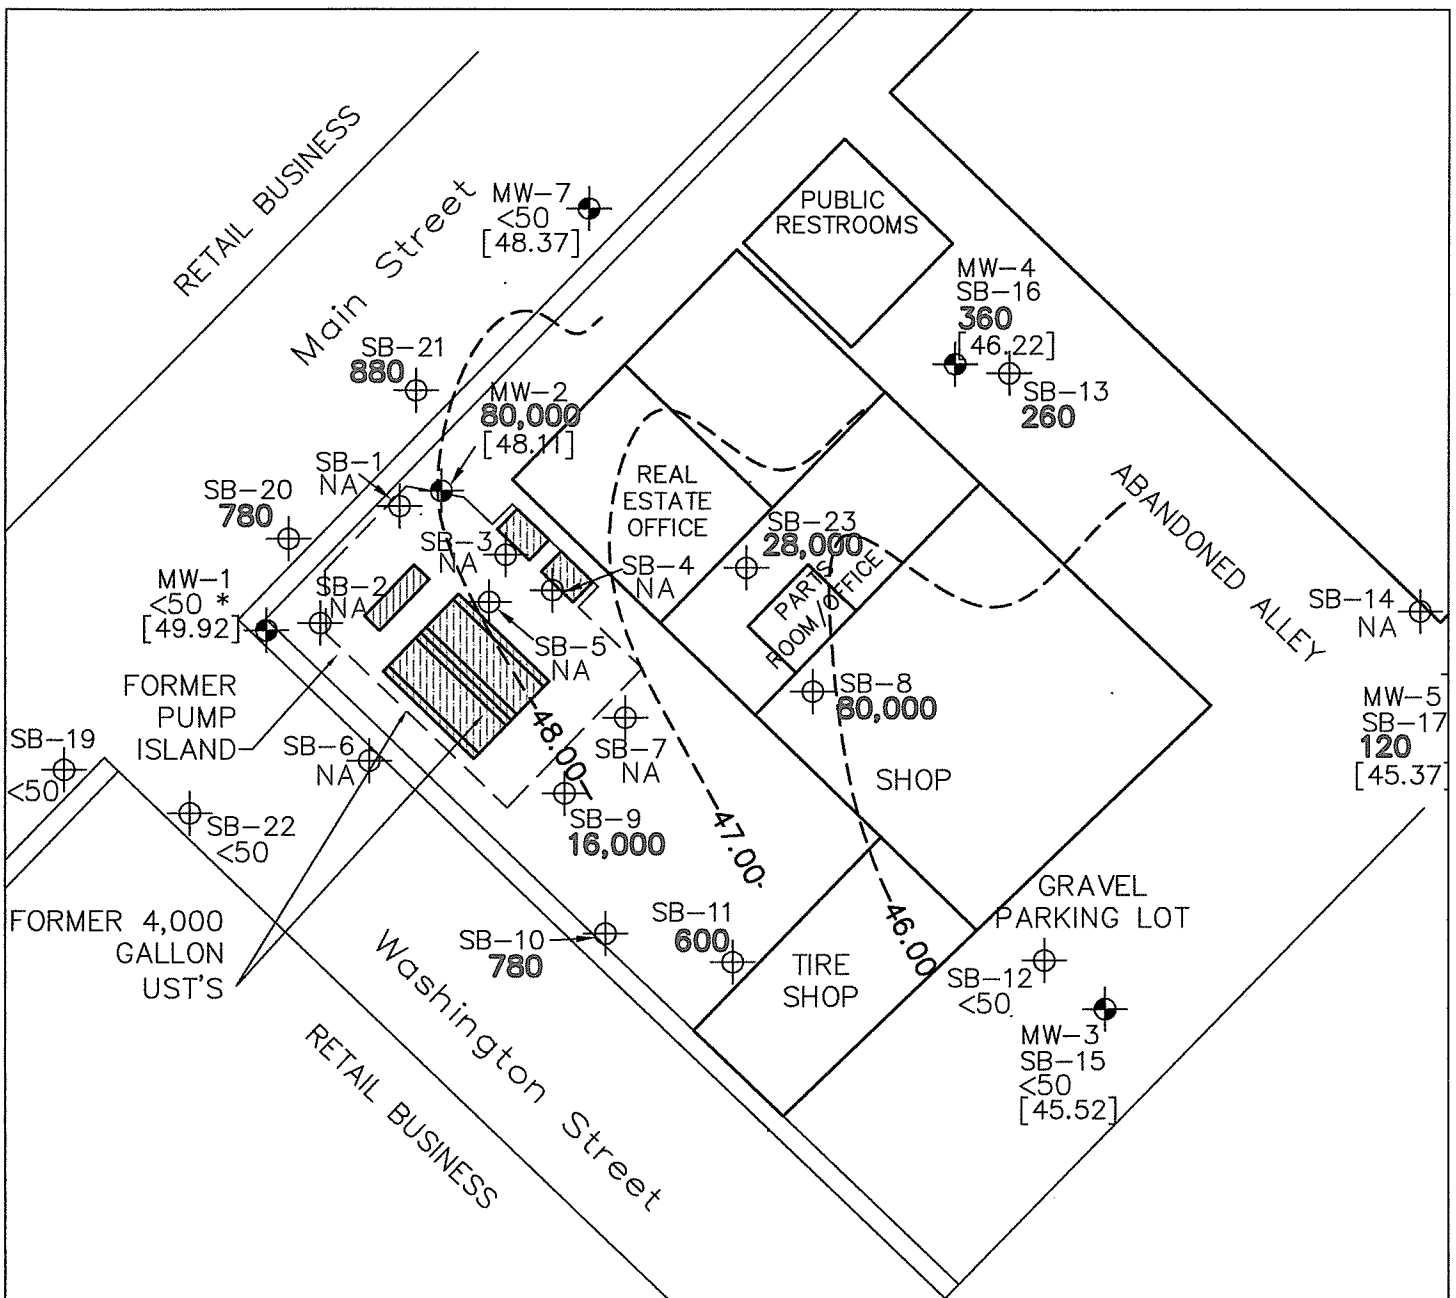 RETAIL BUSINESS
Main Street
MW-7
<50
[48.37]
PUBLIC
RESTROOMS
MW-4
SB-16
360
[46.22]
SB-13
260
SB-21
880
MW-2
80,000
[48.11]
SB-1
NA
SB-20
780
REAL
ESTATE
OFFICE
SB-23
28,000
ABANDONED ALLEY
SB-3
NA
SB-4
NA
SB-2
NA
MW-1
<50 *
[49.92]
PARTS
ROOM/OFFICE
SB-14
NA
SB-5
NA
FORMER
PUMP
ISLAND
SB-8
80,000
MW-5
SB-17
120
[45.37]
SB-19
<50
SB-6
NA
48.00
SB-7
NA
SHOP
SB-22
<50
SB-9
16,000
47.00
FORMER 4,000
GALLON
UST'S
GRAVEL
PARKING LOT
SB-10
780
SB-11
600
46.00
TIRE
SHOP
SB-12
<50
Washington Street
MW-3
SB-15
<50
[45.52]
RETAIL BUSINESS